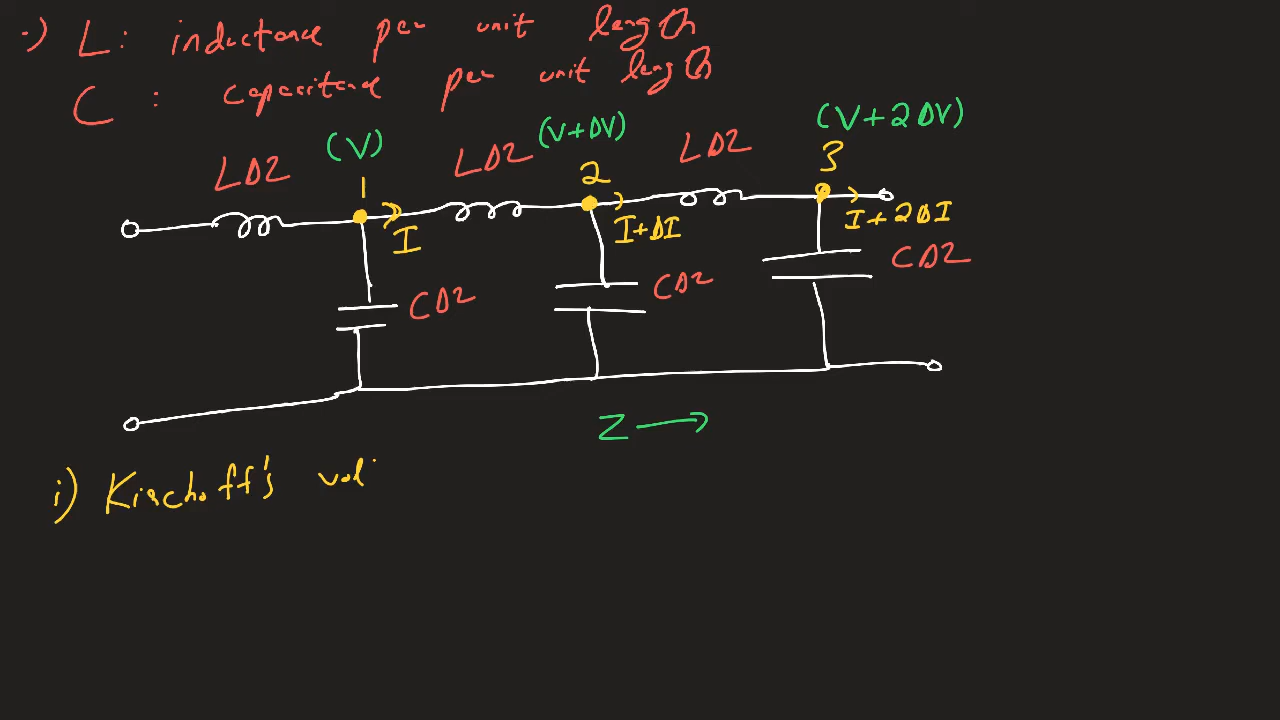 ·) L: inductance per unit length
C : capacitance per unit length
(V) (V+ΔV) (V+2ΔV)
LΔZ LΔZ LΔZ
1 2 3
I I+ΔI I+2ΔI
CΔZ CΔZ CΔZ
Z →
i) Kirchoff's vol